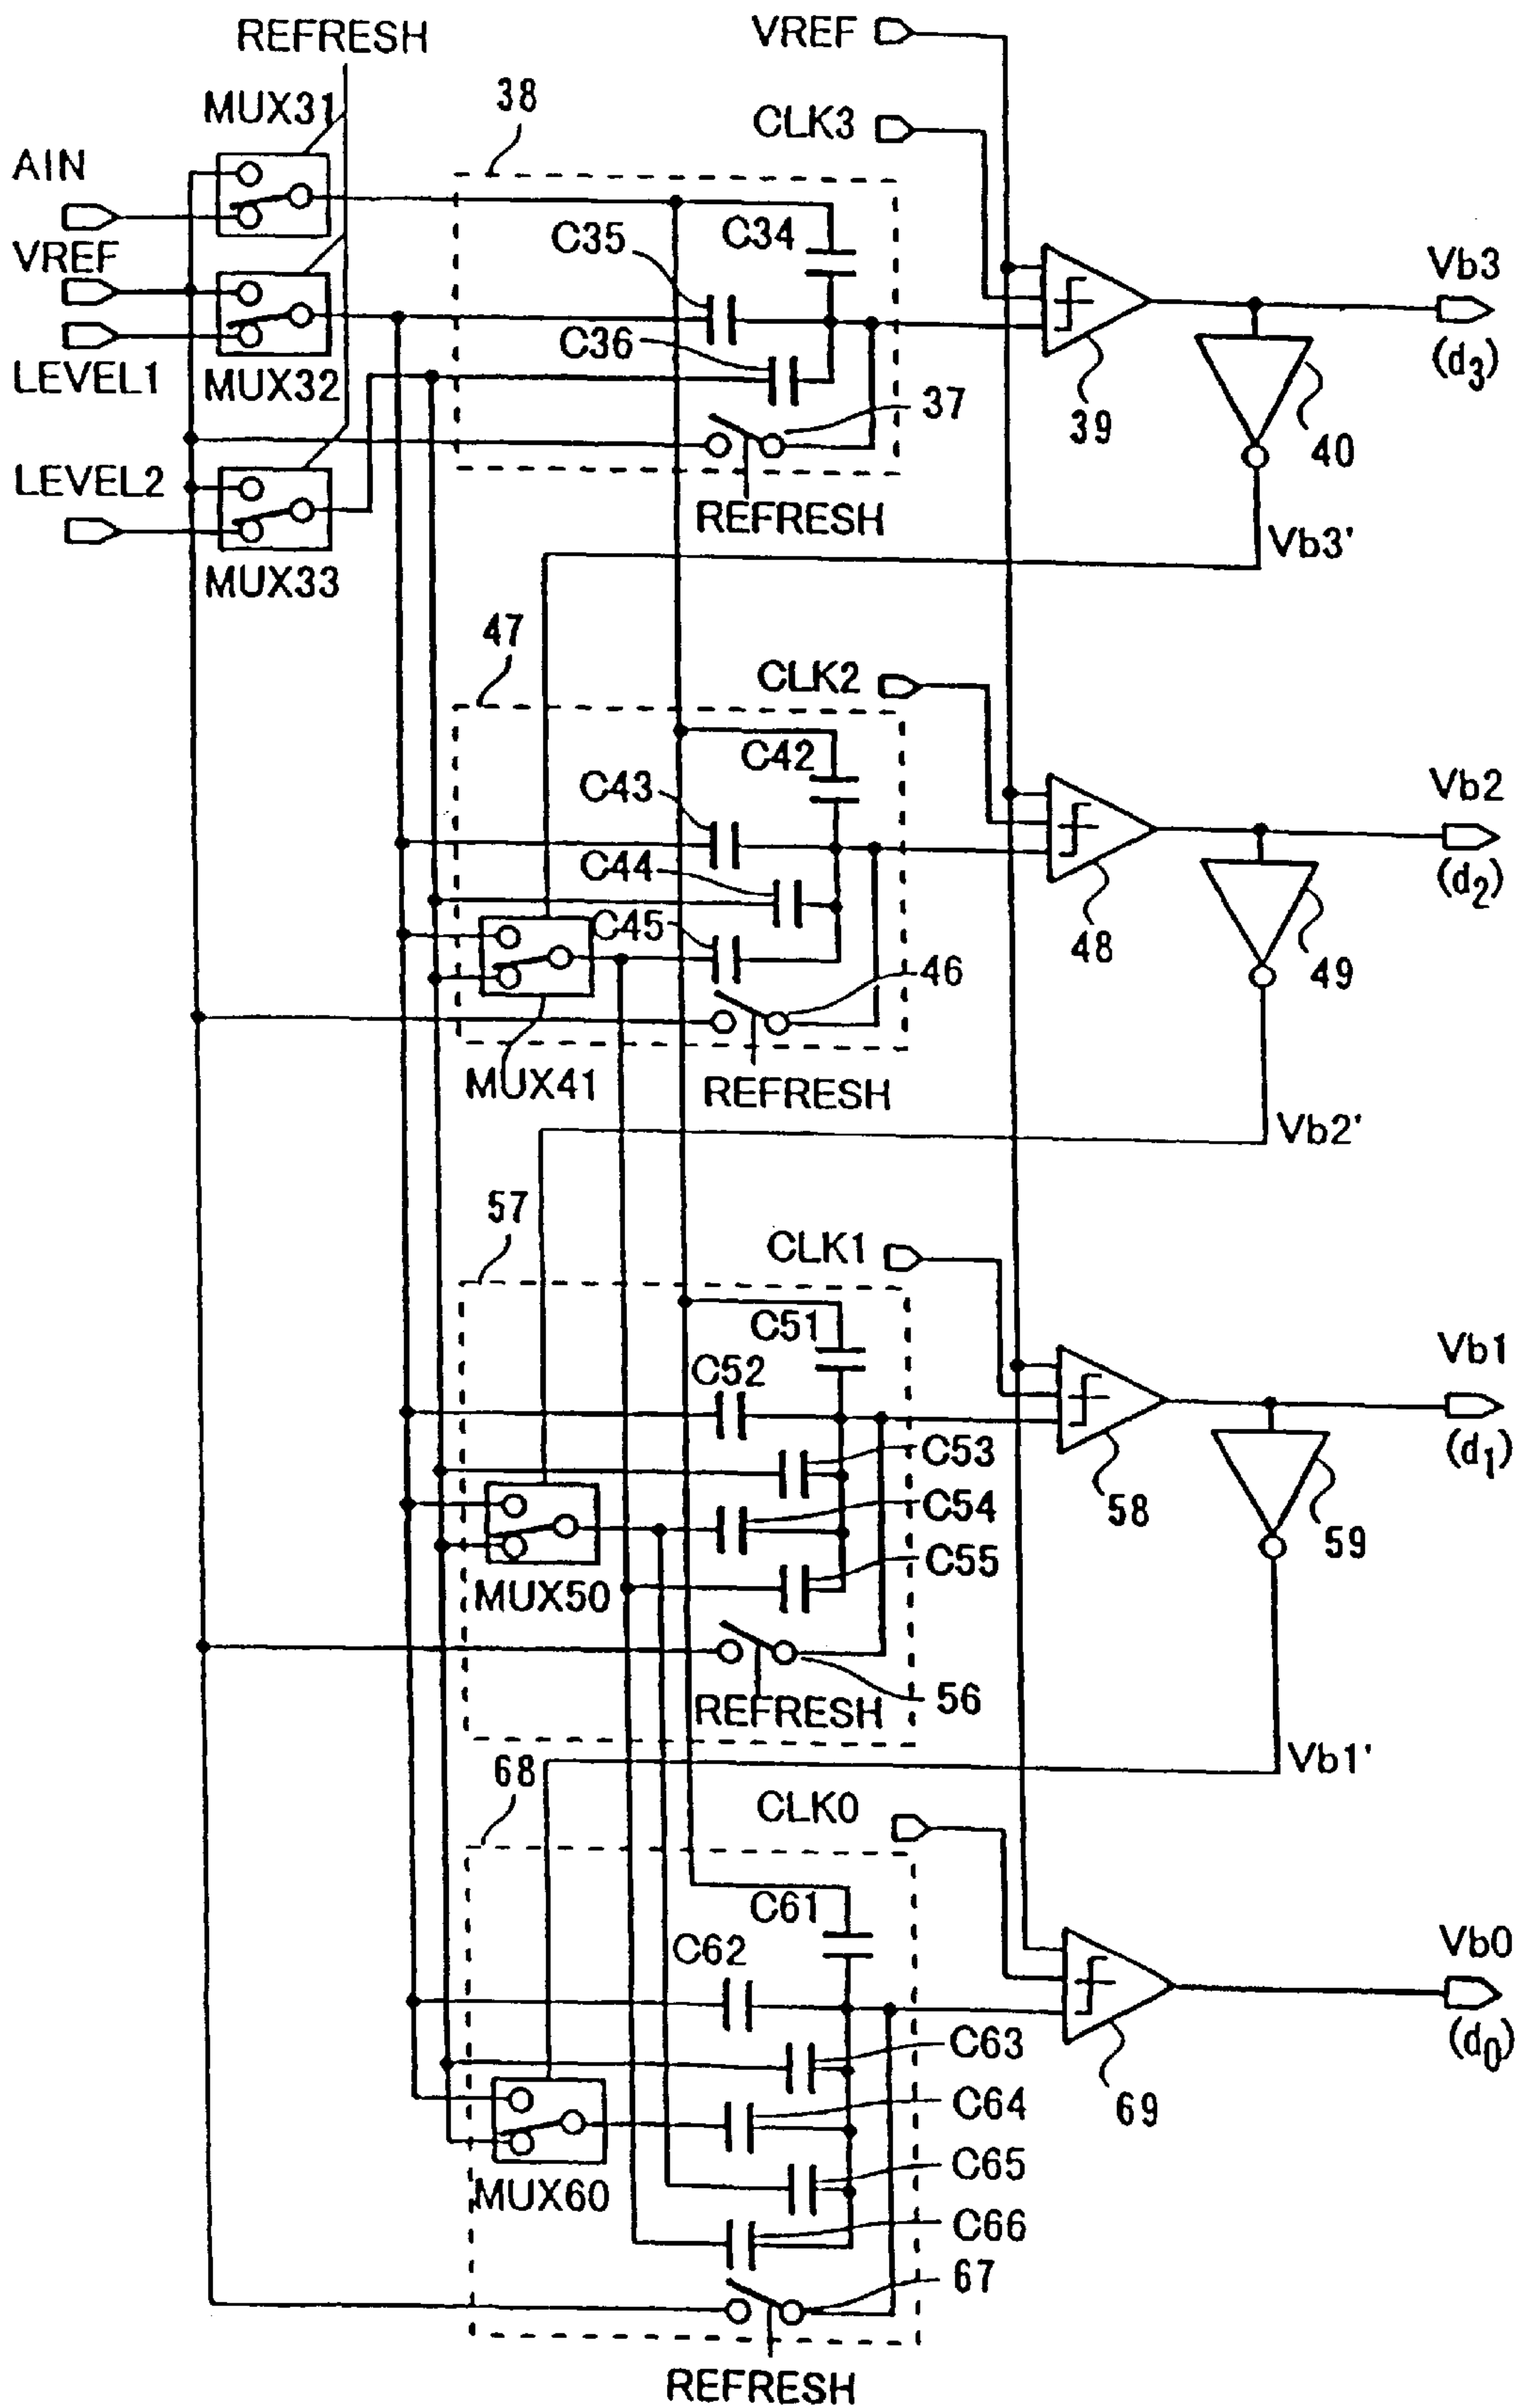 REFRESH
VREF
MUX31
38
CLK3
AIN
C35
C34
VREF
Vb3
C36
LEVEL1
MUX32
37
39
40
(d3)
LEVEL2
REFRESH
Vb3'
MUX33
47
CLK2
C42
C43
Vb2
C44
(d2)
C45
46
48
49
MUX41
REFRESH
Vb2'
57
CLK1
C51
C52
Vb1
C53
(d1)
C54
58
59
C55
MUX50
56
REFRESH
Vb1'
68
CLK0
C61
C62
Vb0
C63
(d0)
C64
69
C65
MUX60
C66
67
REFRESH